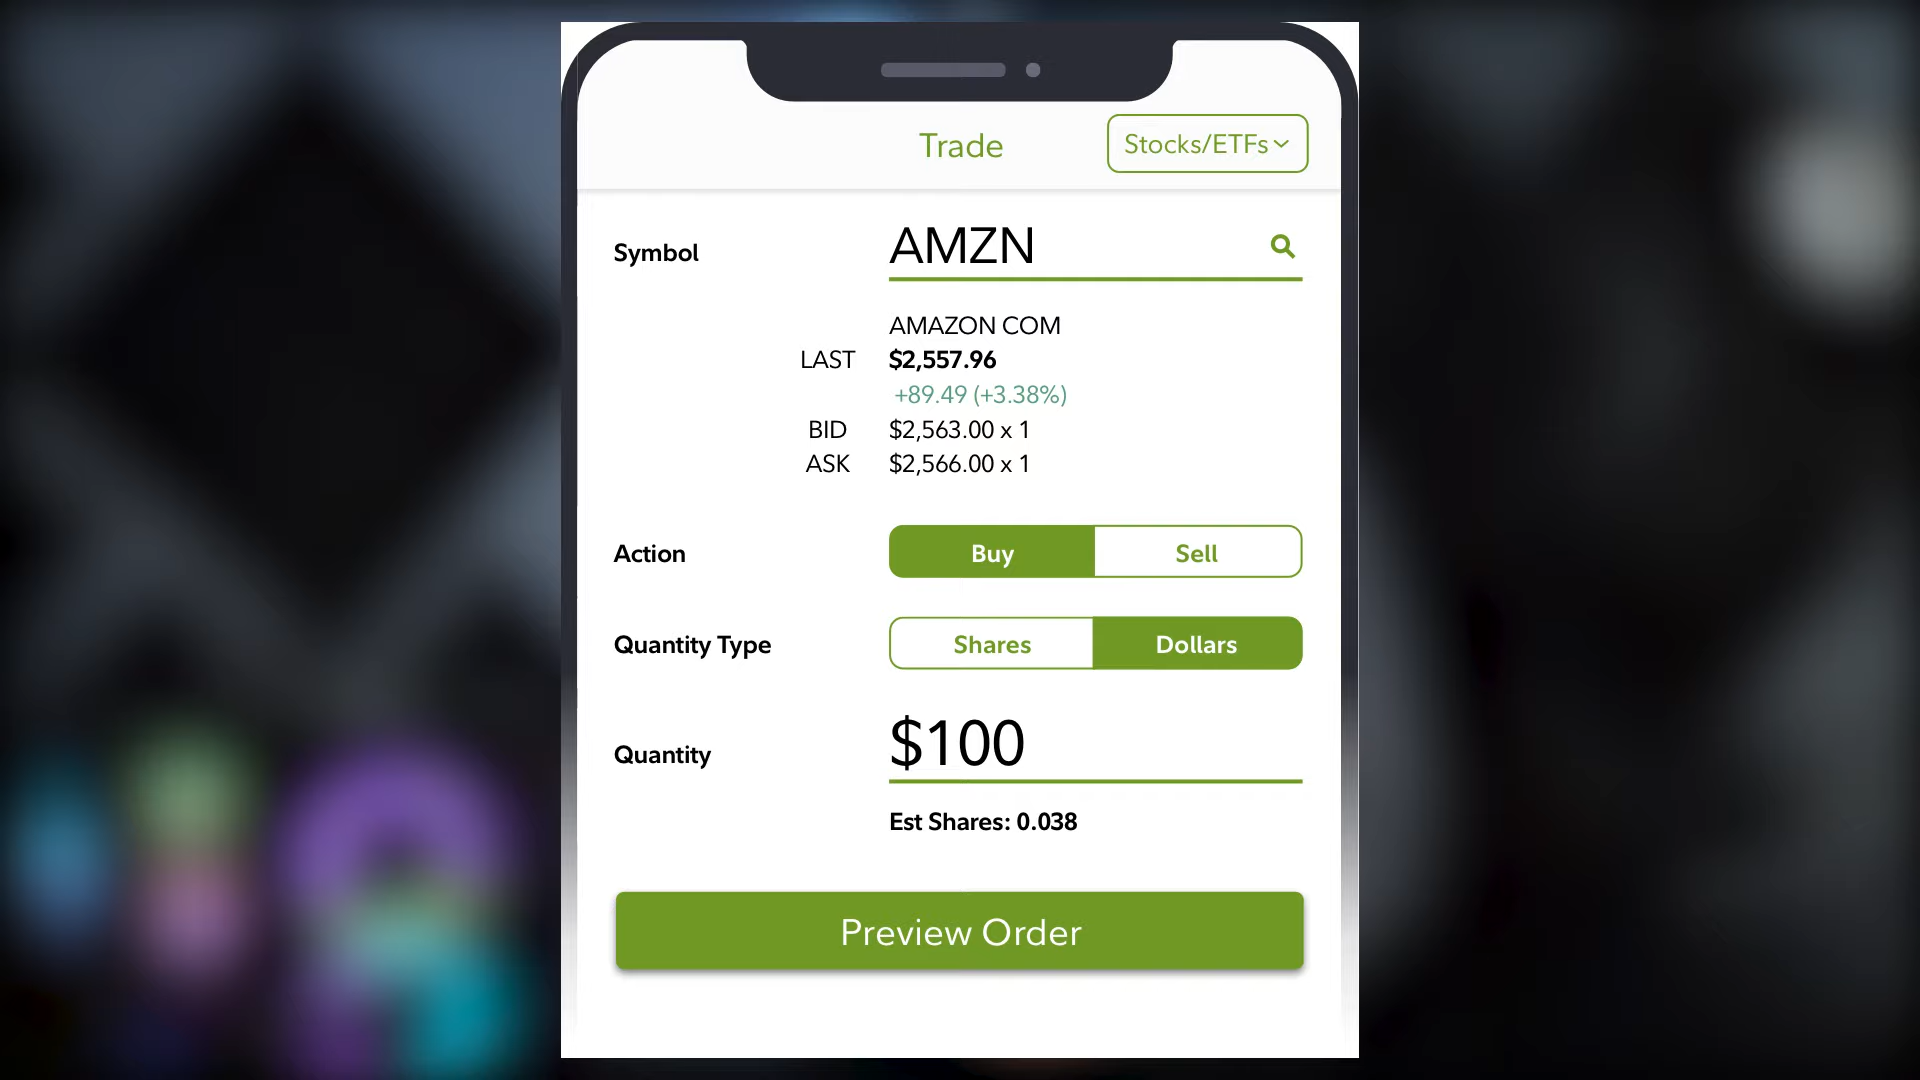 Trade
Stocks/ETFs
Symbol
AMZN
AMAZON COM
LAST $2,557.96
+89.49 (+3.38%)
BID $2,563.00 x 1
ASK $2,566.00 x 1
Action
Buy
Sell
Quantity Type
Shares
Dollars
Quantity
$100
Est Shares: 0.038
Preview Order